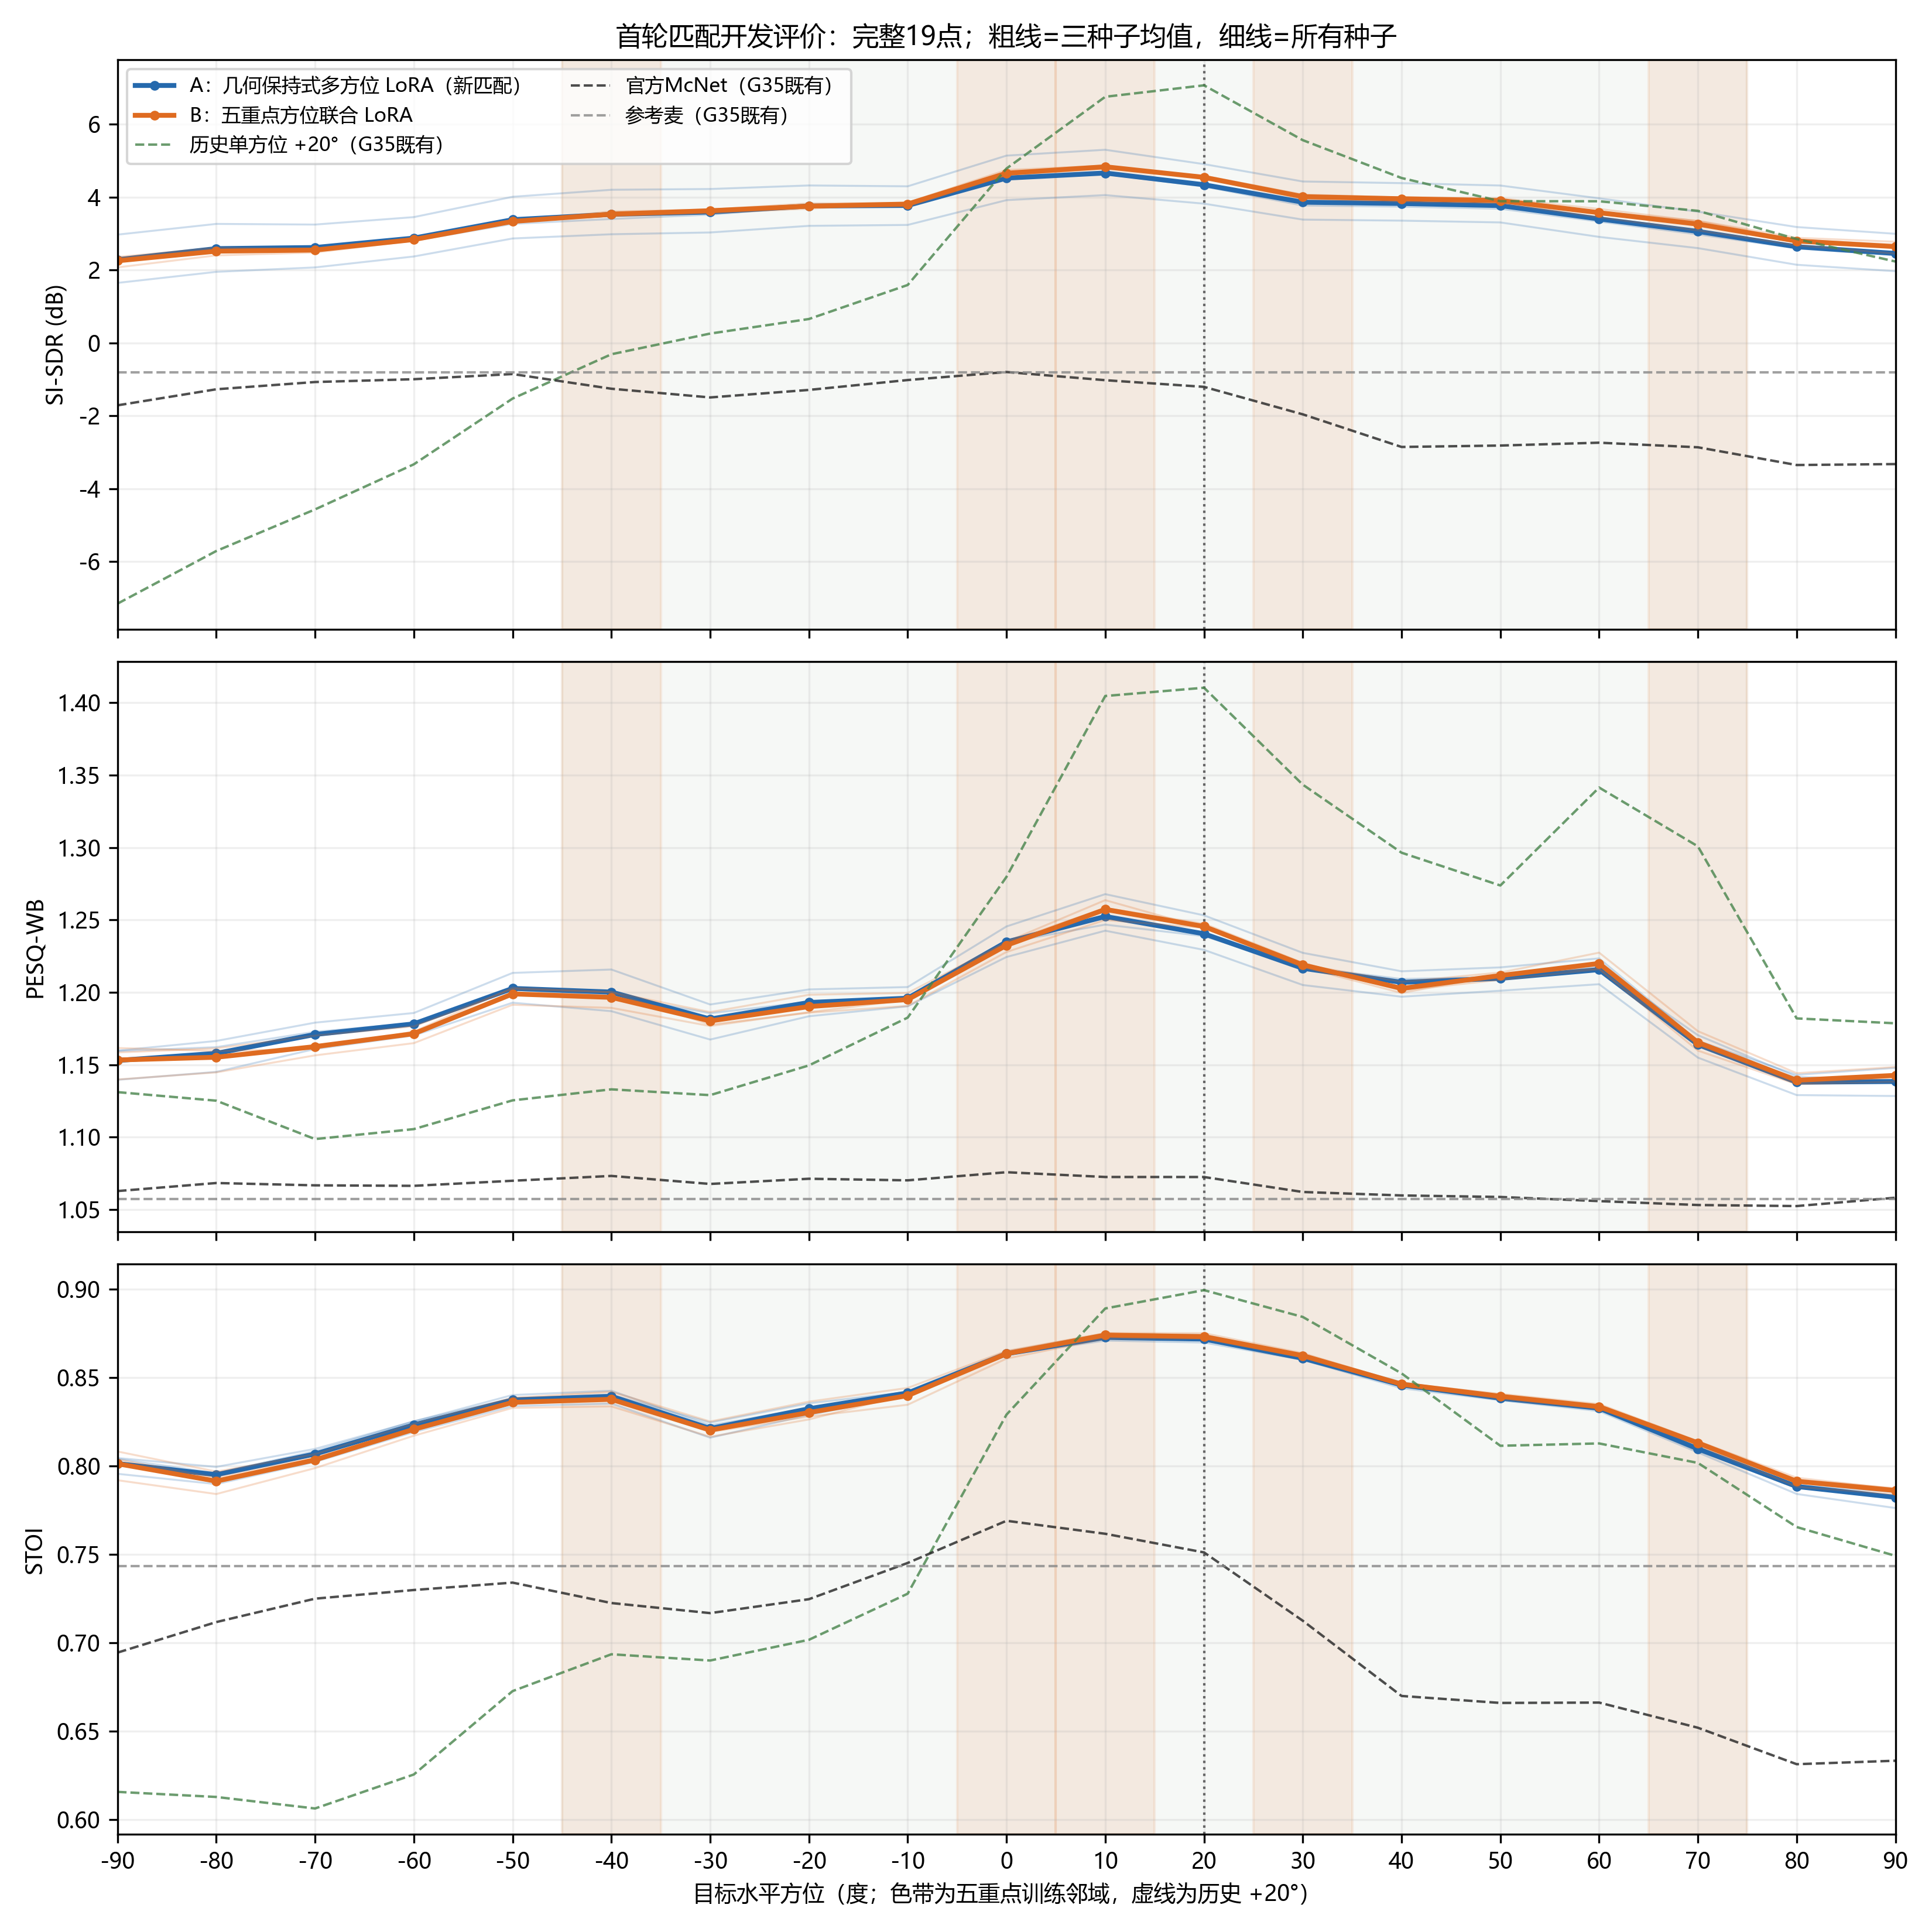 首轮匹配开发评价：完整19点；粗线=三种子均值，细线=所有种子
A：几何保持式多方位 LoRA（新匹配）
B：五重点方位联合 LoRA
历史单方位 +20°（G35既有）
官方McNet（G35既有）
参考麦（G35既有）
SI-SDR (dB)
6
4
2
0
-2
-4
-6
PESQ-WB
1.40
1.35
1.30
1.25
1.20
1.15
1.10
1.05
STOI
0.90
0.85
0.80
0.75
0.70
0.65
0.60
-90 -80 -70 -60 -50 -40 -30 -20 -10 0 10 20 30 40 50 60 70 80 90
目标水平方位（度；色带为五重点训练邻域，虚线为历史 +20°）